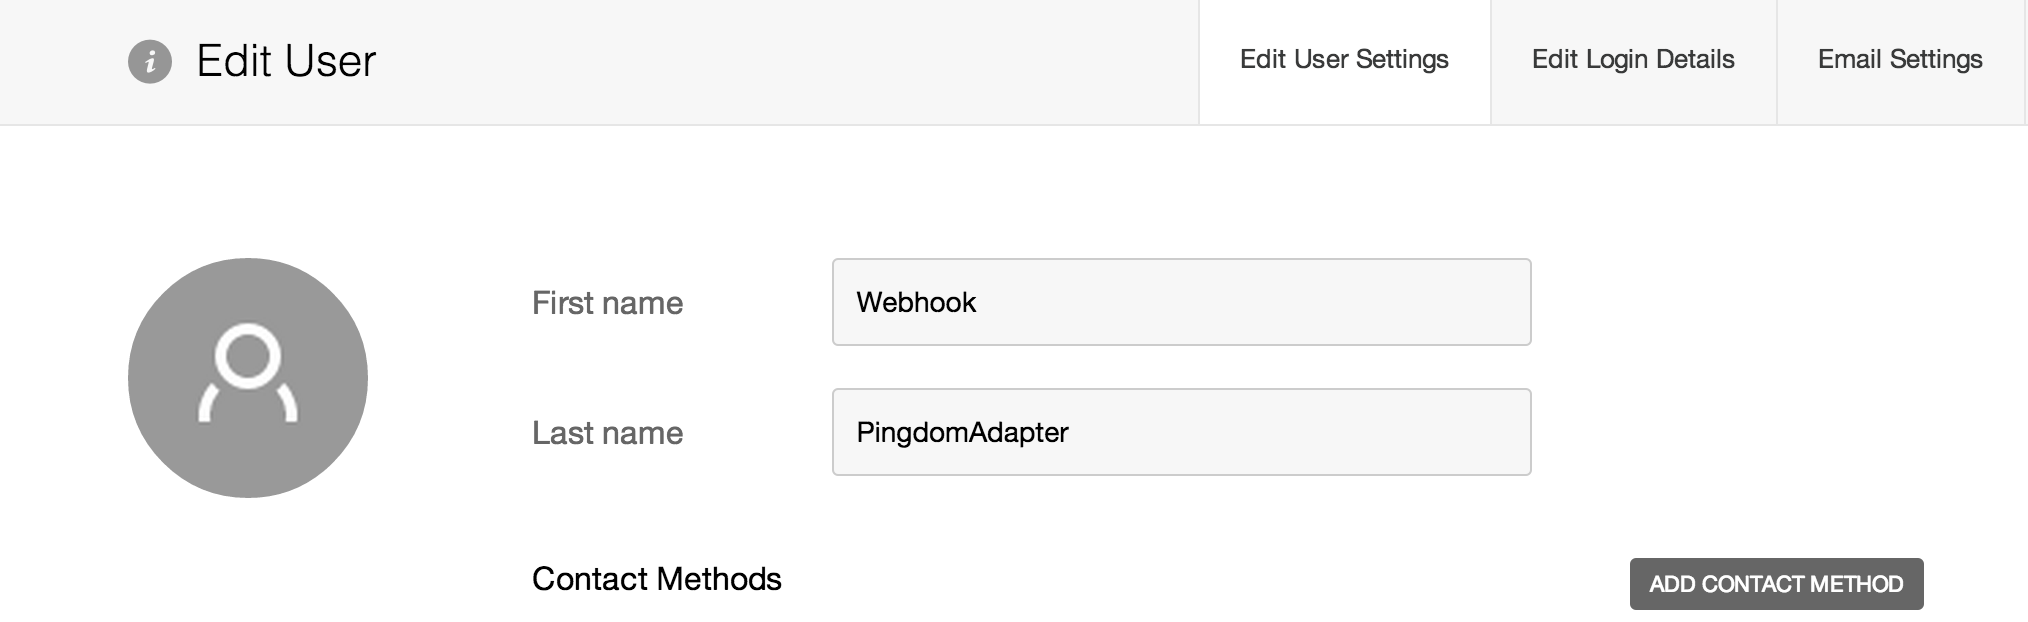 Edit User
Edit User Settings
Edit Login Details
Email Settings
First name
Webhook
Last name
PingdomAdapter
Contact Methods
ADD CONTACT METHOD